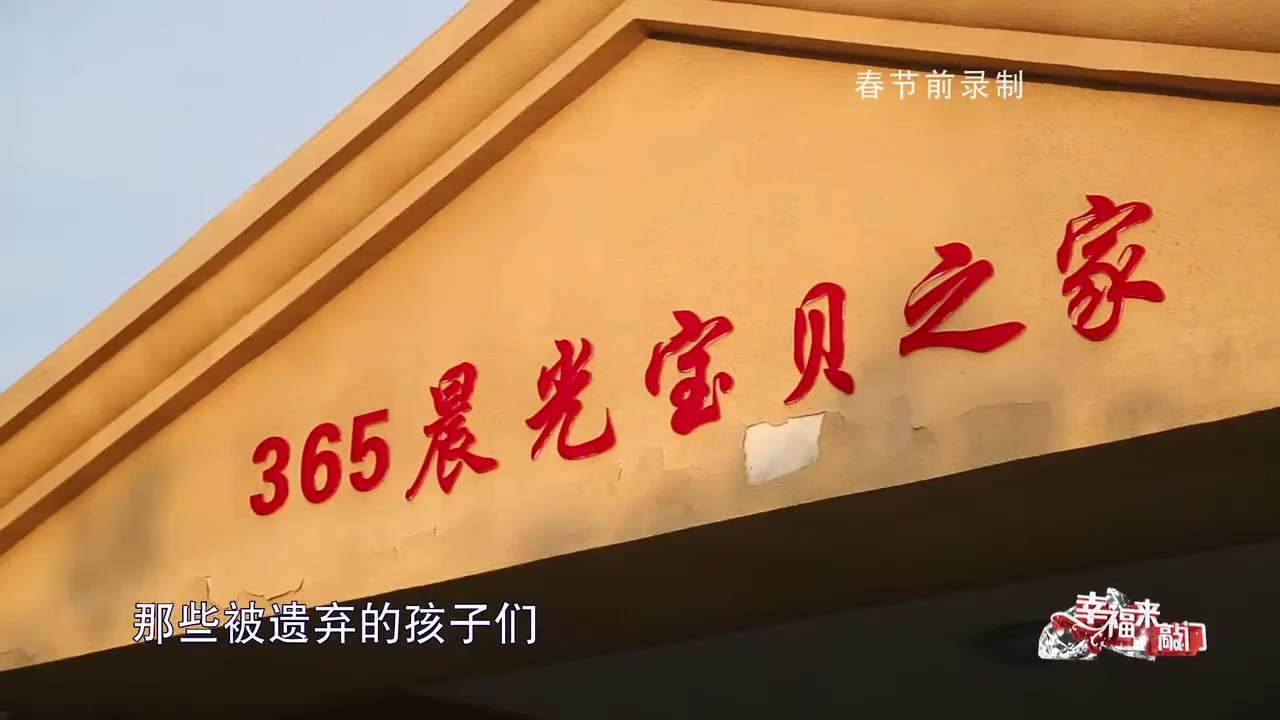 春节前录制
365晨光宝贝之家
那些被遗弃的孩子们
幸福来
敲门